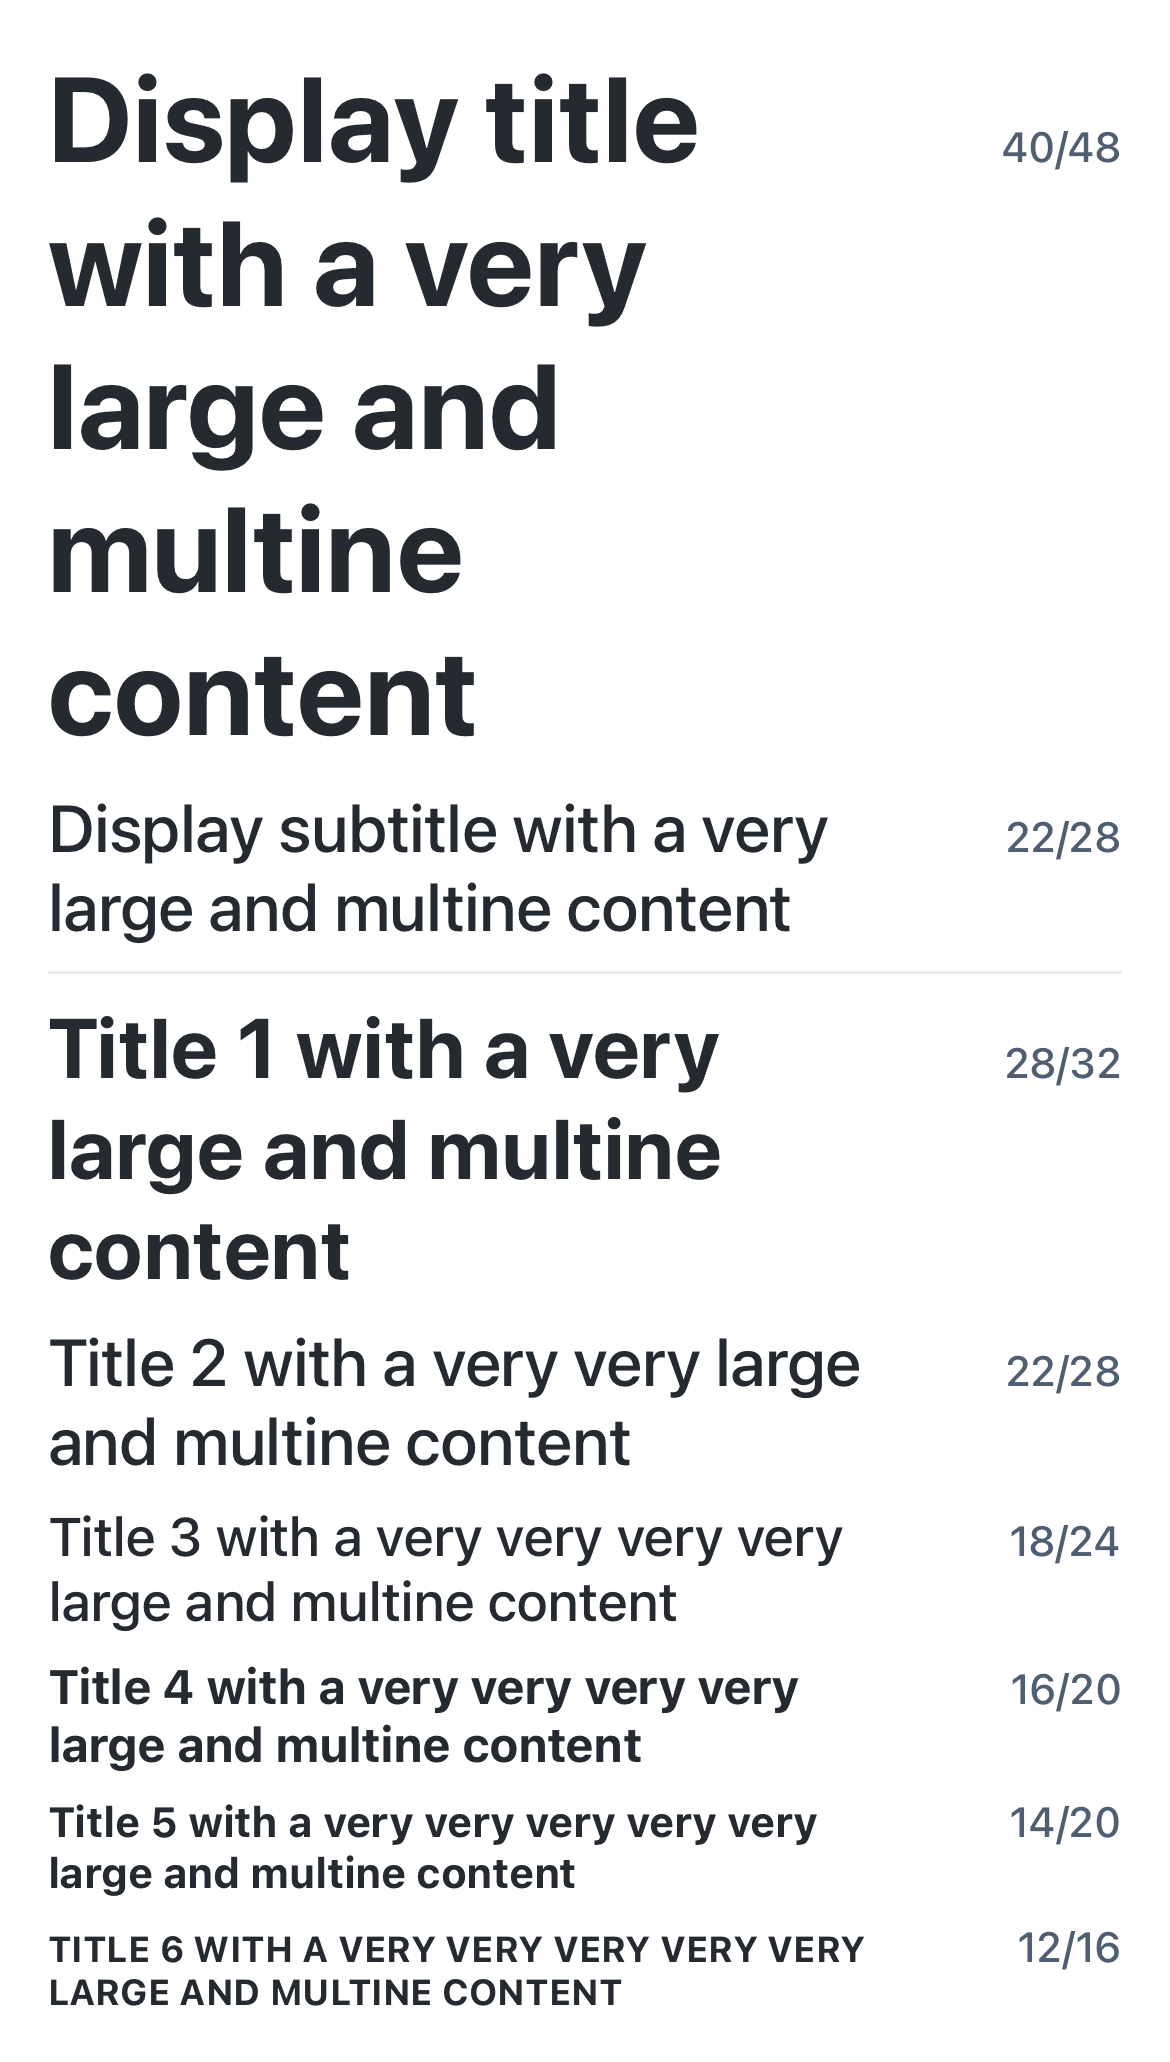 Display title 40/48
with a very
large and
multine
content
Display subtitle with a very 22/28
large and multine content
Title 1 with a very 28/32
large and multine
content
Title 2 with a very very large 22/28
and multine content
Title 3 with a very very very very 18/24
large and multine content
Title 4 with a very very very very 16/20
large and multine content
Title 5 with a very very very very very 14/20
large and multine content
TITLE 6 WITH A VERY VERY VERY VERY VERY 12/16
LARGE AND MULTINE CONTENT